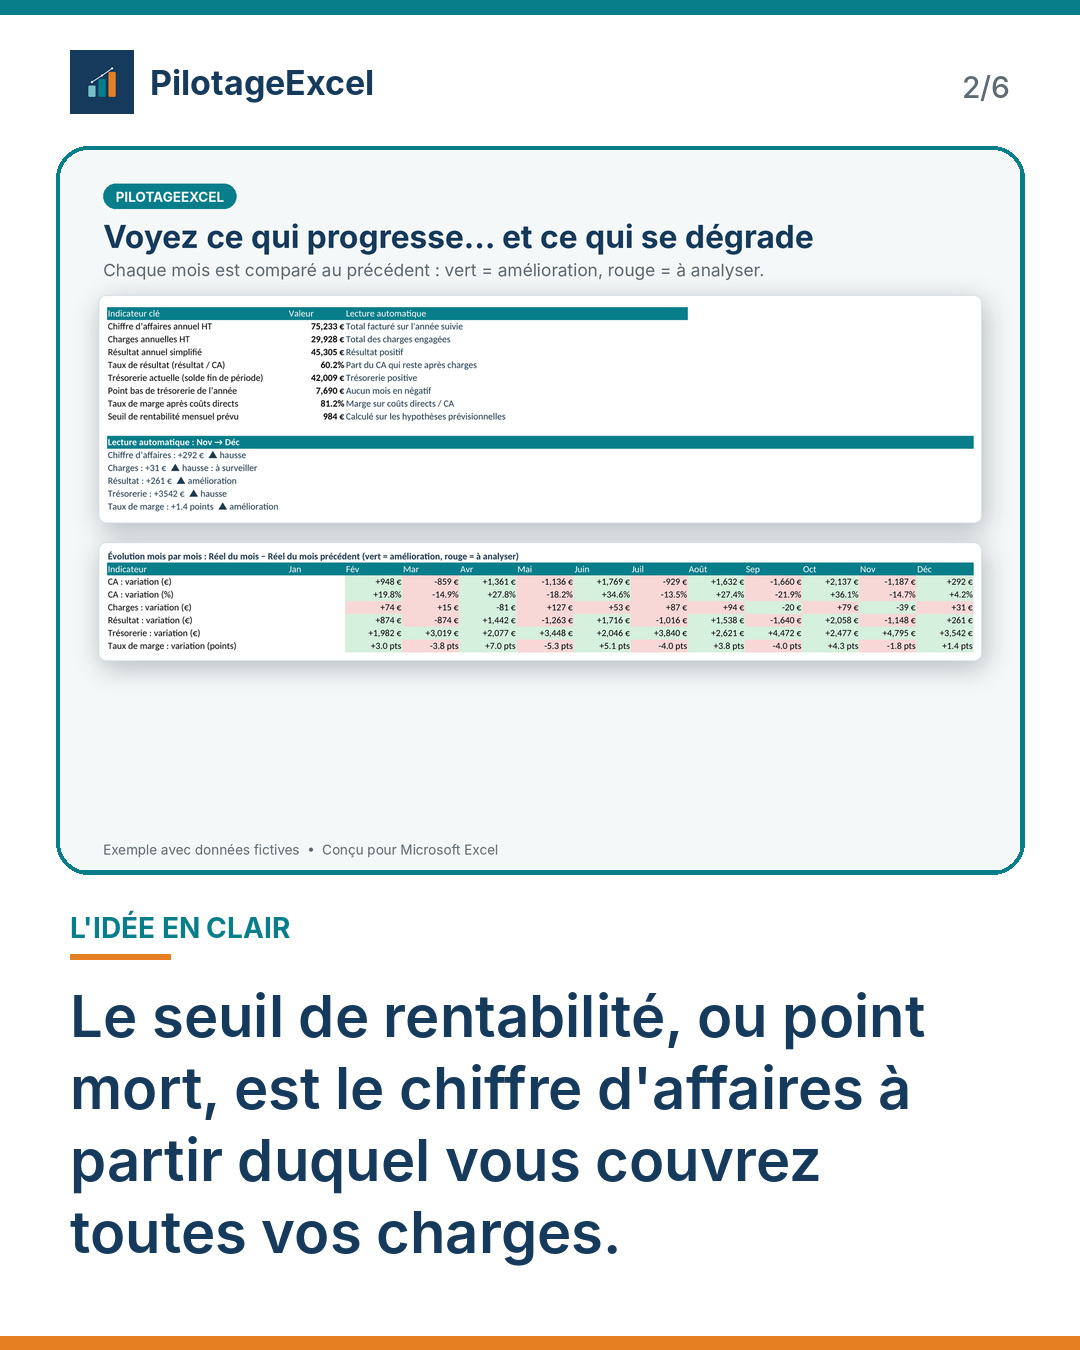 PilotageExcel
2/6
PILOTAGEEXCEL
Voyez ce qui progresse... et ce qui se dégrade
Chaque mois est comparé au précédent : vert = amélioration, rouge = à analyser.
Indicateur clé Valeur Lecture automatique
Chiffre d'affaires annuel HT 75,233 € Total facturé sur l'année suivie
Charges annuelles HT 29,928 € Total des charges engagées
Résultat annuel simplifié 45,305 € Résultat positif
Taux de résultat (résultat / CA) 60.2% Part du CA qui reste après charges
Trésorerie actuelle (solde fin de période) 42,009 € Trésorerie positive
Point bas de trésorerie de l'année 7,690 € Aucun mois en négatif
Taux de marge après coûts directs 81.2% Marge sur coûts directs / CA
Seuil de rentabilité mensuel prévu 984 € Calculé sur les hypothèses prévisionnelles
Lecture automatique : Nov → Déc
Chiffre d'affaires : +292 € ▲ hausse
Charges : +31 € ▲ hausse : à surveiller
Résultat : +261 € ▲ amélioration
Trésorerie : +3542 € ▲ hausse
Taux de marge : +1.4 points ▲ amélioration
Évolution mois par mois : Réel du mois − Réel du mois précédent (vert = amélioration, rouge = à analyser)
Indicateur Jan Fév Mar Avr Mai Juin Juil Août Sep Oct Nov Déc
CA : variation (€) +948 € -859 € +1,361 € -1,136 € +1,769 € -929 € +1,632 € -1,660 € +2,137 € -1,187 € +292 €
CA : variation (%) +19.8% -14.9% +27.8% -18.2% +34.6% -13.5% +27.4% -21.9% +36.1% -14.7% +4.2%
Charges : variation (€) +74 € +15 € -81 € +127 € +53 € +87 € +94 € -20 € +79 € -39 € +31 €
Résultat : variation (€) +874 € -874 € +1,442 € -1,263 € +1,716 € -1,016 € +1,538 € -1,640 € +2,058 € -1,148 € +261 €
Trésorerie : variation (€) +1,982 € +3,019 € +2,077 € +3,448 € +2,046 € +3,840 € +2,621 € +4,472 € +2,477 € +4,795 € +3,542 €
Taux de marge : variation (points) +3.0 pts -3.8 pts +7.0 pts -5.3 pts +5.1 pts -4.0 pts +3.8 pts -4.0 pts +4.3 pts -1.8 pts +1.4 pts
Exemple avec données fictives • Conçu pour Microsoft Excel
L'IDÉE EN CLAIR
Le seuil de rentabilité, ou point
mort, est le chiffre d'affaires à
partir duquel vous couvrez
toutes vos charges.